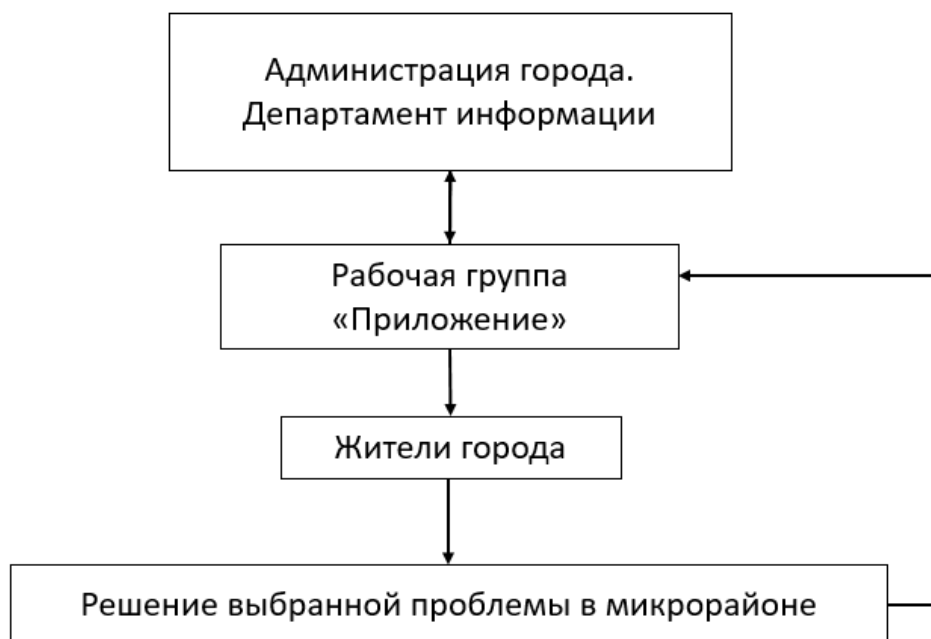 Администрация города.
Департамент информации
Рабочая группа
«Приложение»
Жители города
Решение выбранной проблемы в микрорайоне